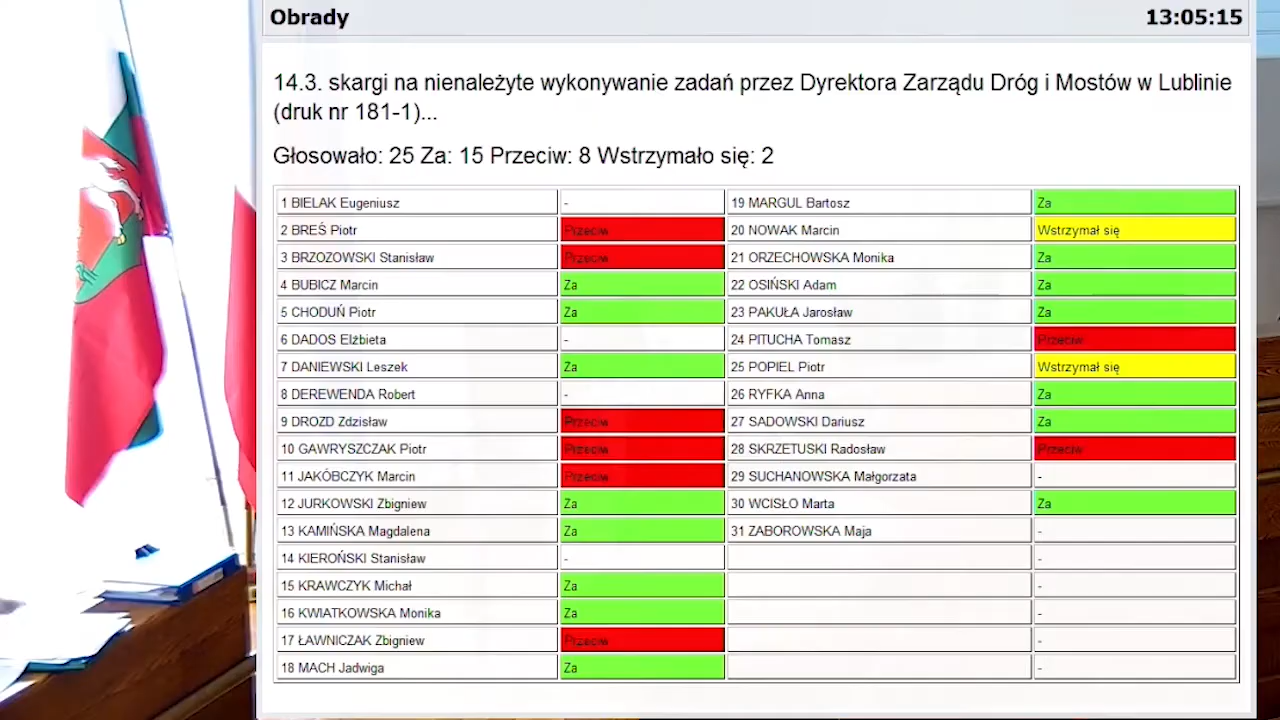 Obrady 13:05:15
14.3. skargi na nienależyte wykonywanie zadań przez Dyrektora Zarządu Dróg i Mostów w Lublinie
(druk nr 181-1)...
Głosowało: 25 Za: 15 Przeciw: 8 Wstrzymało się: 2
1 BIELAK Eugeniusz - 19 MARGUL Bartosz Za
2 BREŚ Piotr Przeciw 20 NOWAK Marcin Wstrzymał się
3 BRZOZOWSKI Stanisław Przeciw 21 ORZECHOWSKA Monika Za
4 BUBICZ Marcin Za 22 OSIŃSKI Adam Za
5 CHODUŃ Piotr Za 23 PAKUŁA Jarosław Za
6 DADOS Elżbieta - 24 PITUCHA Tomasz Przeciw
7 DANIEWSKI Leszek Za 25 POPIEL Piotr Wstrzymał się
8 DEREWENDA Robert - 26 RYFKA Anna Za
9 DROZD Zdzisław Przeciw 27 SADOWSKI Dariusz Za
10 GAWRYSZCZAK Piotr Przeciw 28 SKRZETUSKI Radosław Przeciw
11 JAKÓBCZYK Marcin Przeciw 29 SUCHANOWSKA Małgorzata -
12 JURKOWSKI Zbigniew Za 30 WCISŁO Marta Za
13 KAMIŃSKA Magdalena Za 31 ZABOROWSKA Maja -
14 KIEROŃSKI Stanisław - -
15 KRAWCZYK Michał Za -
16 KWIATKOWSKA Monika Za -
17 ŁAWNICZAK Zbigniew Przeciw -
18 MACH Jadwiga Za -